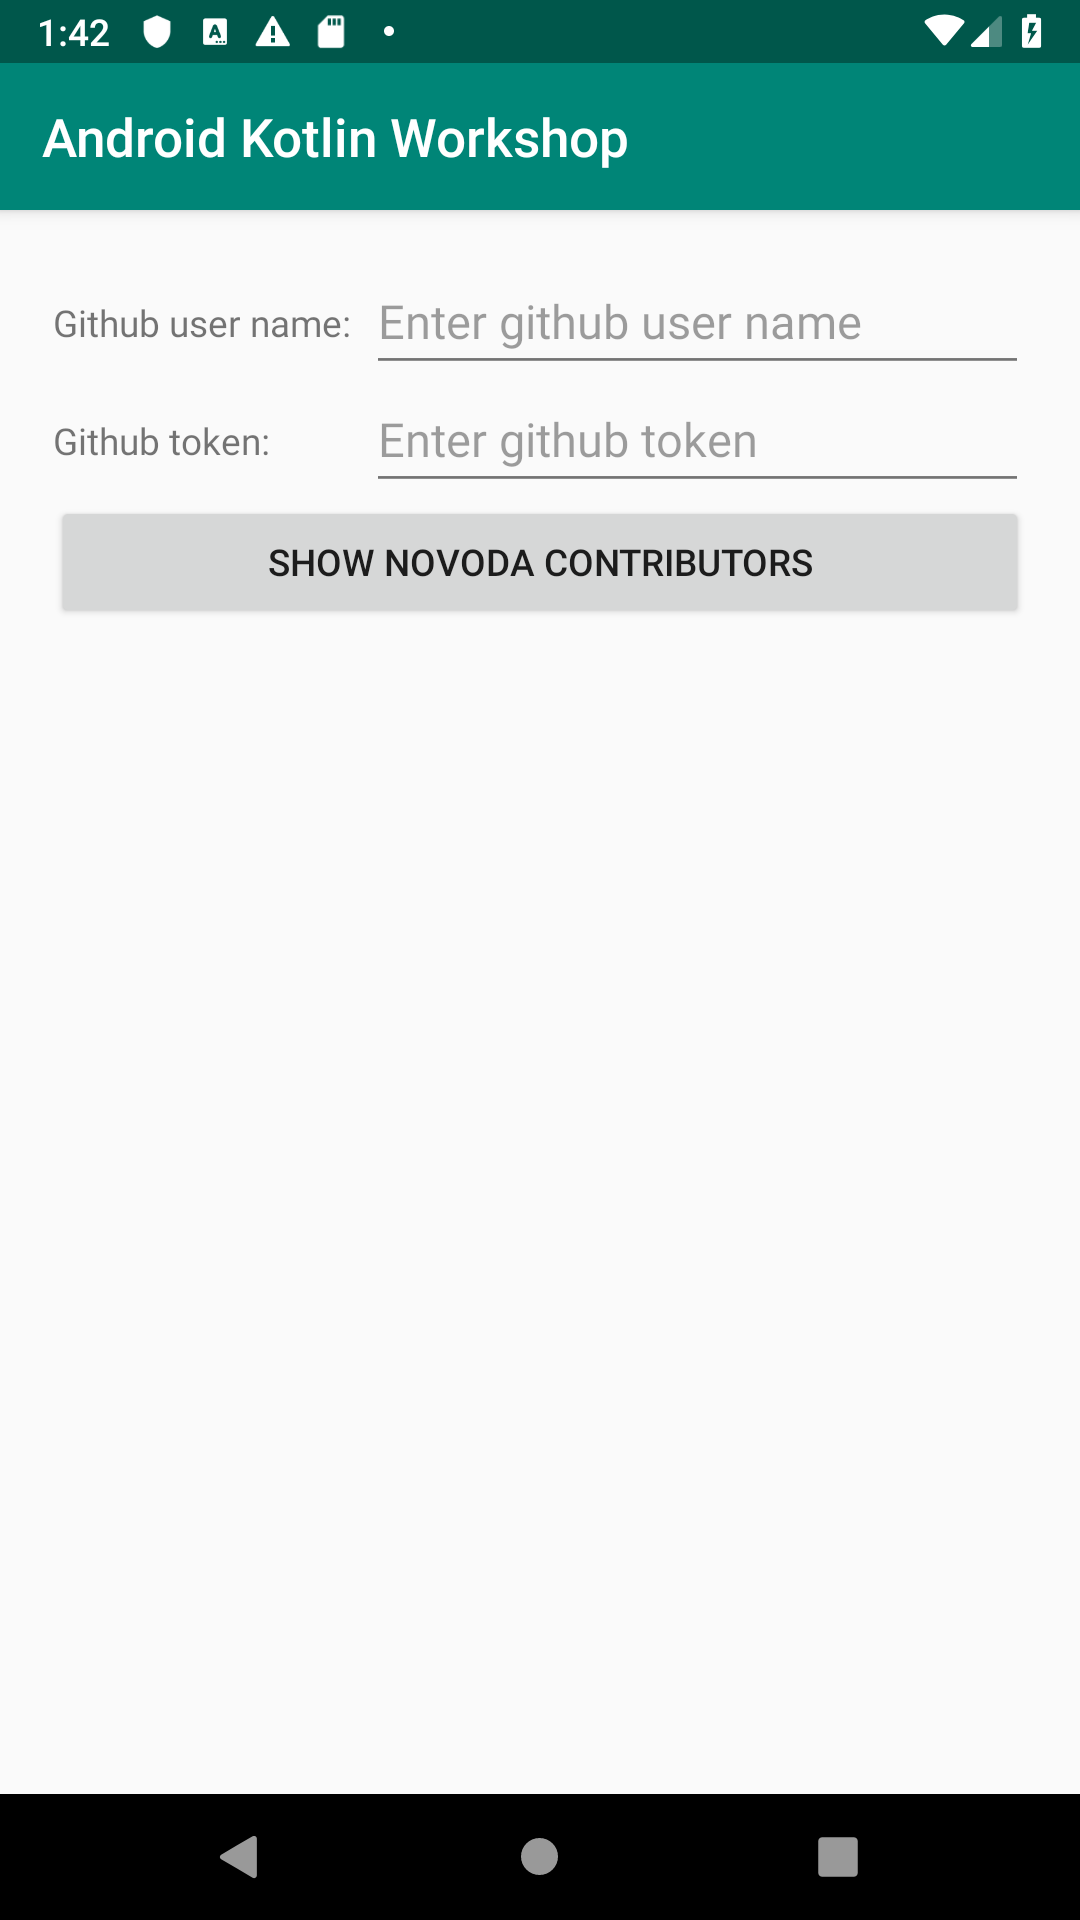 1:42
Android Kotlin Workshop
Github user name: Enter github user name
Github token: Enter github token
SHOW NOVODA CONTRIBUTORS